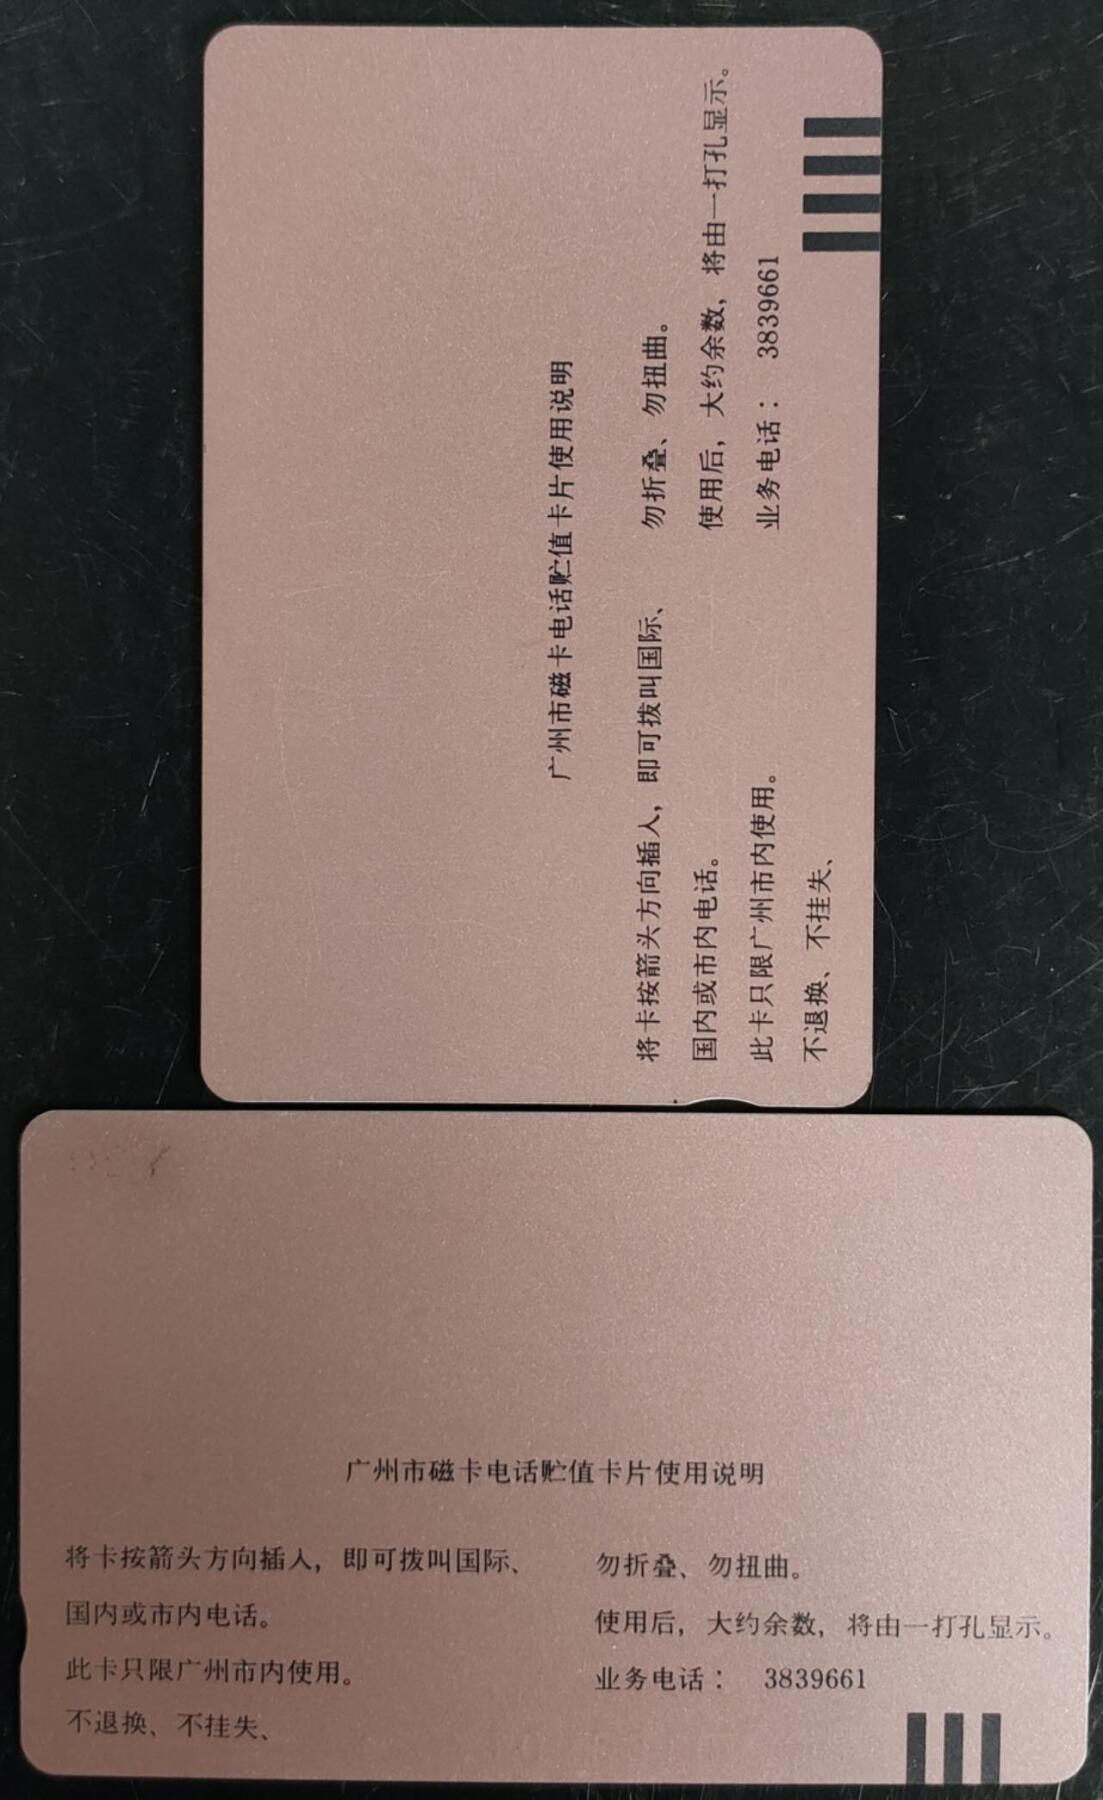 广州市磁卡电话贮值卡片使用说明
将卡按箭头方向插入，即可拨叫国际、
国内或市内电话。
此卡只限广州市内使用。
不退换、不挂失、
勿折叠、勿扭曲。
使用后，大约余数，将由一打孔显示。
业务电话： 3839661
广州市磁卡电话贮值卡片使用说明
将卡按箭头方向插入，即可拨叫国际、
国内或市内电话。
此卡只限广州市内使用。
不退换、不挂失、
勿折叠、勿扭曲。
使用后，大约余数，将由一打孔显示。
业务电话： 3839661